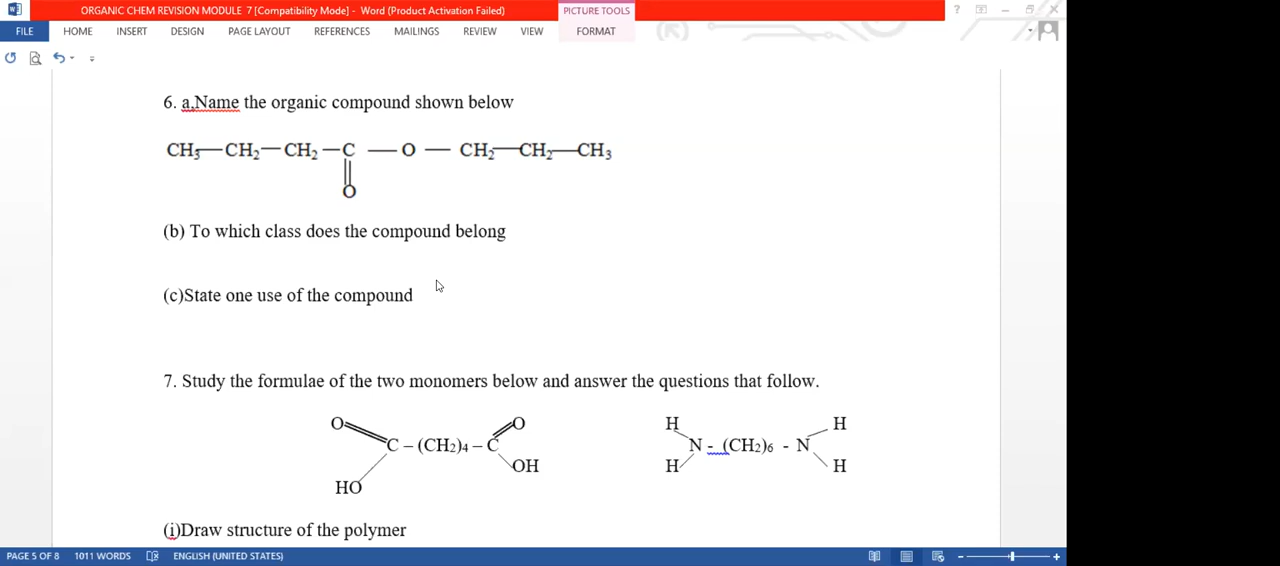 ORGANIC CHEM REVISION MODULE 7 [Compatibility Mode] - Word (Product Activation Failed)
PICTURE TOOLS
FILE HOME INSERT DESIGN PAGE LAYOUT REFERENCES MAILINGS REVIEW VIEW FORMAT
6. a,Name the organic compound shown below
CH₃—CH₂—CH₂—C—O—CH₂—CH₂—CH₃
O
(b) To which class does the compound belong
(c)State one use of the compound
7. Study the formulae of the two monomers below and answer the questions that follow.
O O H H
C – (CH₂)₄ – C N - (CH₂)₆ - N
OH H H
HO
(i)Draw structure of the polymer
PAGE 5 OF 8 1011 WORDS ENGLISH (UNITED STATES)